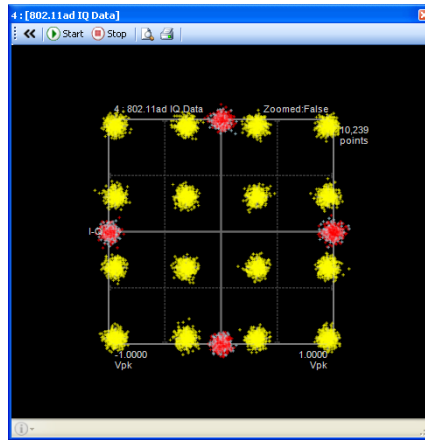 4 : [802.11ad IQ Data]
Start Stop
4 : 802.11ad IQ Data Zoomed:False
10,239
points
I-Q
-1.0000 1.0000
Vpk Vpk